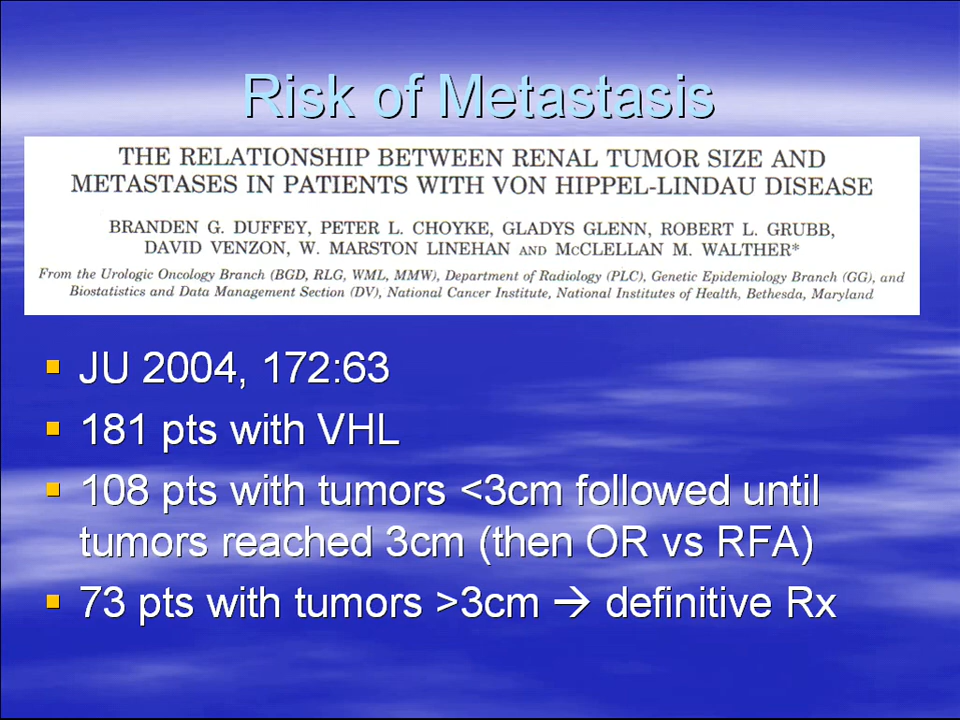 Risk of Metastasis
THE RELATIONSHIP BETWEEN RENAL TUMOR SIZE AND
METASTASES IN PATIENTS WITH VON HIPPEL-LINDAU DISEASE
BRANDEN G. DUFFEY, PETER L. CHOYKE, GLADYS GLENN, ROBERT L. GRUBB,
DAVID VENZON, W. MARSTON LINEHAN AND McCLELLAN M. WALTHER*
From the Urologic Oncology Branch (BGD, RLG, WML, MMW), Department of Radiology (PLC), Genetic Epidemiology Branch (GG), and
Biostatistics and Data Management Section (DV), National Cancer Institute, National Institutes of Health, Bethesda, Maryland
▪ JU 2004, 172:63
▪ 181 pts with VHL
▪ 108 pts with tumors <3cm followed until
tumors reached 3cm (then OR vs RFA)
▪ 73 pts with tumors >3cm → definitive Rx